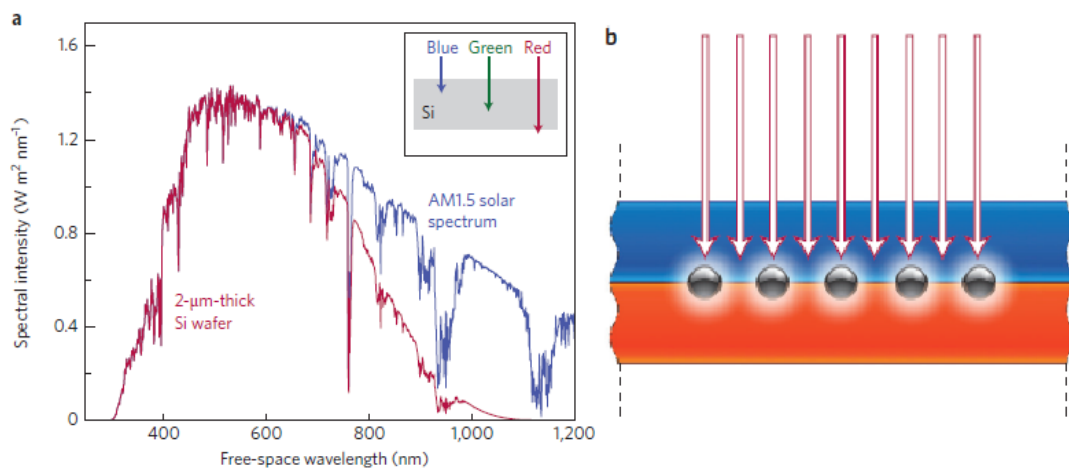 a
b
1.6
1.2
0.8
0.4
0
Spectral intensity (W m² nm⁻¹)
Blue Green Red
Si
AM1.5 solar
spectrum
2-μm-thick
Si wafer
400 600 800 1,000 1,200
Free-space wavelength (nm)